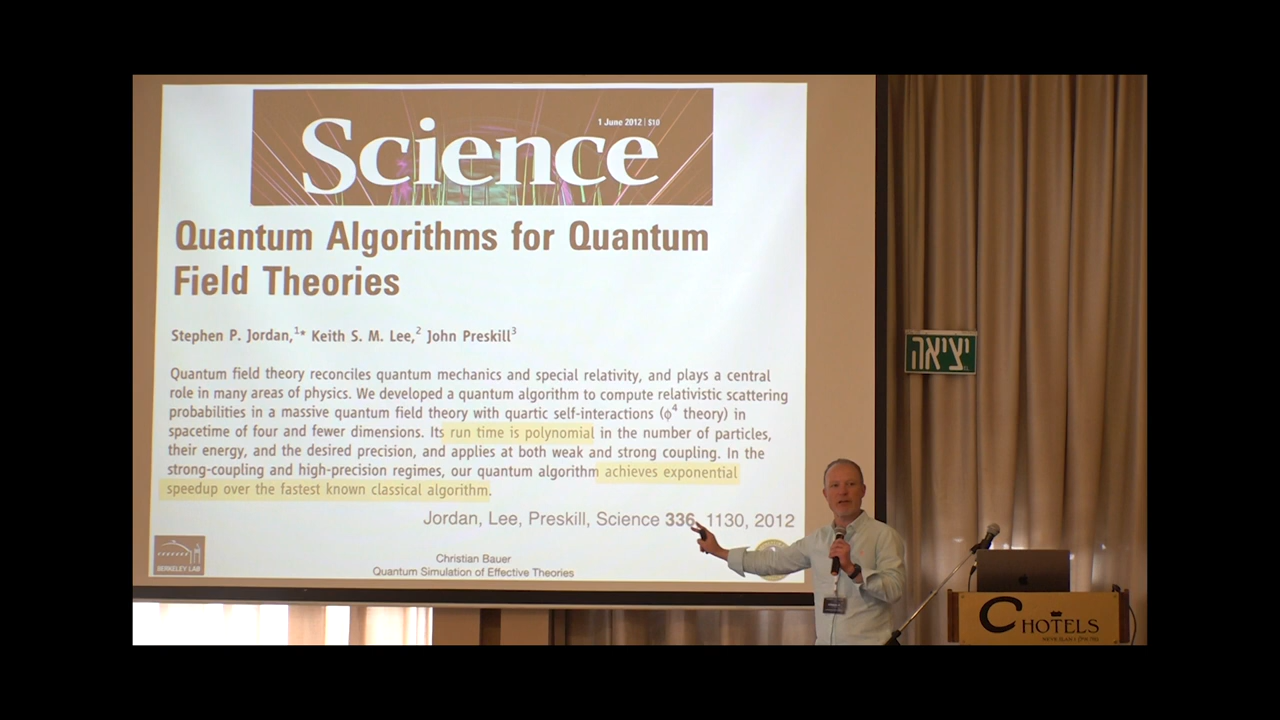 1 June 2012 | $10
Science
Quantum Algorithms for Quantum
Field Theories
Stephen P. Jordan,¹* Keith S. M. Lee,² John Preskill³
Quantum field theory reconciles quantum mechanics and special relativity, and plays a central
role in many areas of physics. We developed a quantum algorithm to compute relativistic scattering
probabilities in a massive quantum field theory with quartic self-interactions (ϕ⁴ theory) in
spacetime of four and fewer dimensions. Its run time is polynomial in the number of particles,
their energy, and the desired precision, and applies at both weak and strong coupling. In the
strong-coupling and high-precision regimes, our quantum algorithm achieves exponential
speedup over the fastest known classical algorithm.
Jordan, Lee, Preskill, Science 336, 1130, 2012
BERKELEY LAB
Christian Bauer
Quantum Simulation of Effective Theories
יציאה
C HOTELS